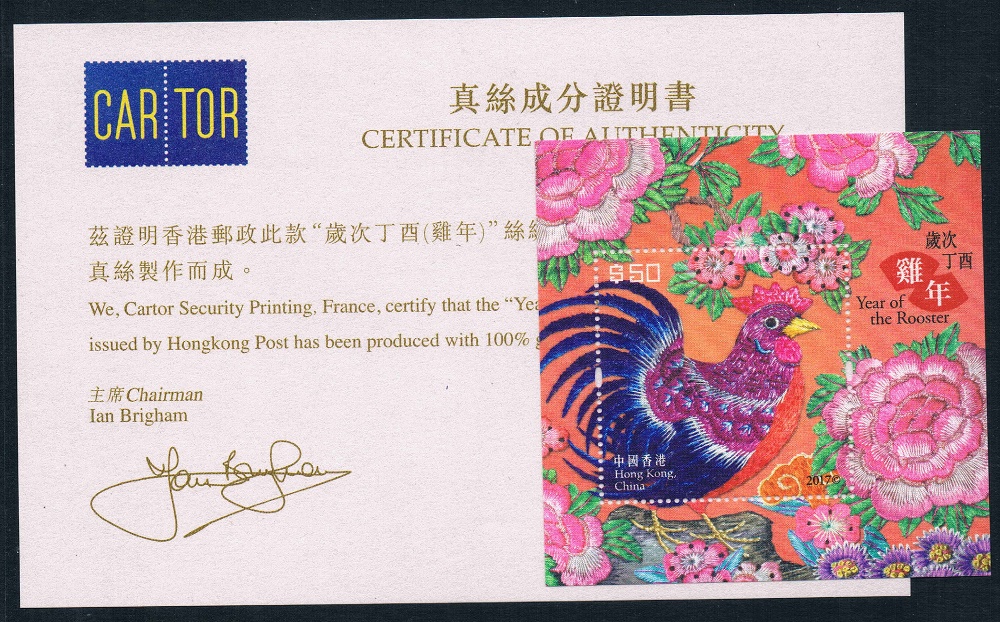 CARTOR
真絲成分證明書
CERTIFICATE OF AUTHENTICITY
茲證明香港郵政此款“歲次丁酉(雞年)”絲
真絲製作而成。
We, Cartor Security Printing, France, certify that the “Yea
issued by Hongkong Post has been produced with 100%
主席 Chairman
Ian Brigham
$50
歲次
丁酉
雞
年
Year of
the Rooster
中國香港
Hong Kong,
China
2017©